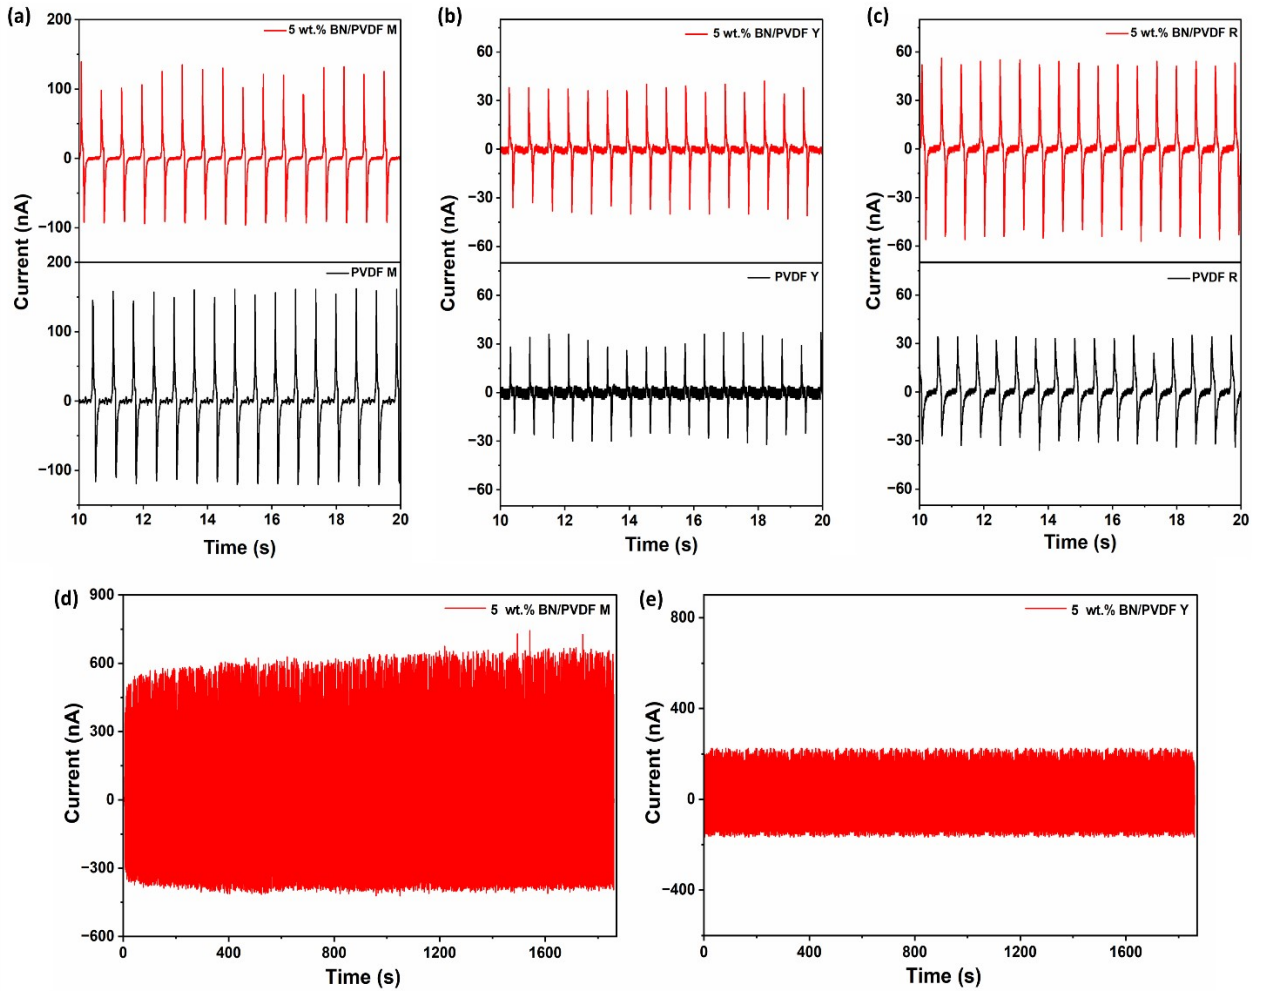 (a)
200
5 wt.% BN/PVDF M
100
0
−100
200
PVDF M
100
0
−100
Current (nA)
10 12 14 16 18 20
Time (s)
(b)
60
5 wt.% BN/PVDF Y
30
0
−30
−60
60
PVDF Y
30
0
−30
−60
Current (nA)
10 12 14 16 18 20
Time (s)
(c)
60
5 wt.% BN/PVDF R
30
0
−30
−60
60
PVDF R
30
0
−30
−60
Current (nA)
10 12 14 16 18 20
Time (s)
(d)
900
5 wt.% BN/PVDF M
600
300
0
−300
−600
Current (nA)
0 400 800 1200 1600
Time (s)
(e)
800
5 wt.% BN/PVDF Y
400
0
−400
Current (nA)
0 400 800 1200 1600
Time (s)